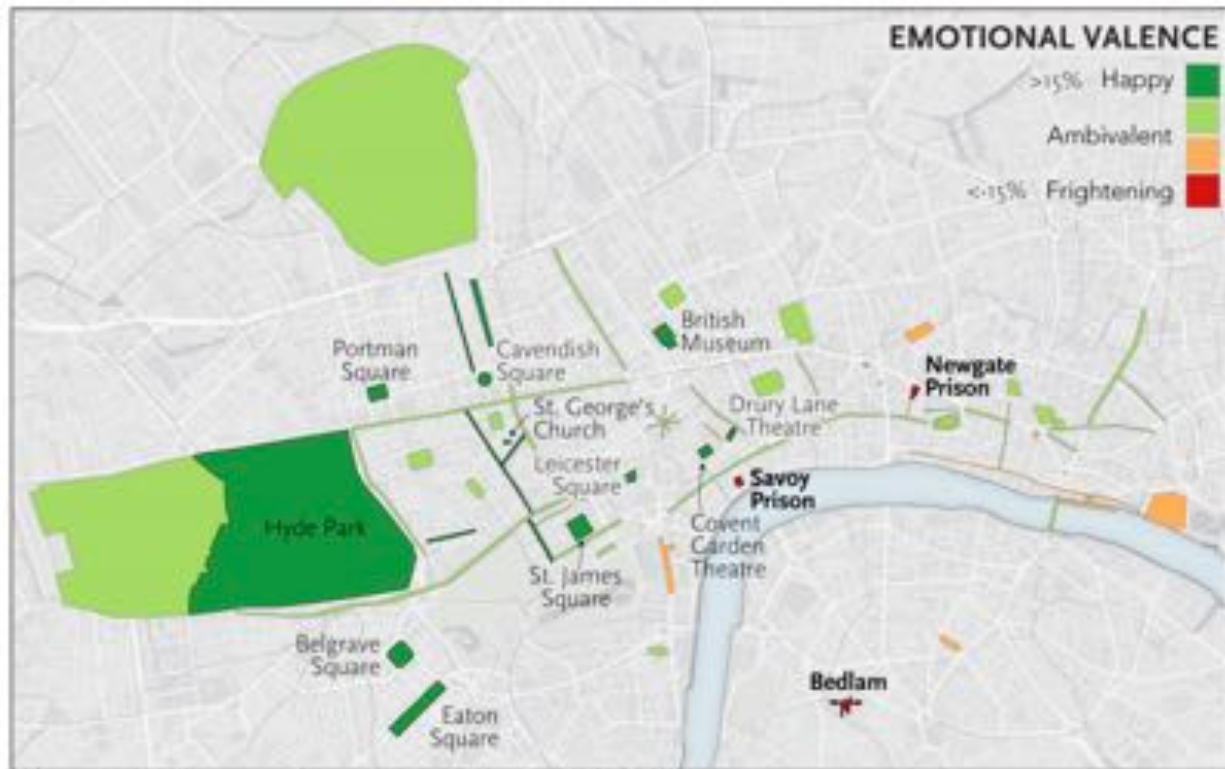 EMOTIONAL VALENCE
>15% Happy
Ambivalent
<-15% Frightening
Portman
Square
Cavendish
Square
British
Museum
Newgate
Prison
St. George's
Church
Drury Lane
Theatre
Leicester
Square
Savoy
Prison
Hyde Park
Covent
Garden
Theatre
St. James
Square
Belgrave
Square
Bedlam
Eaton
Square